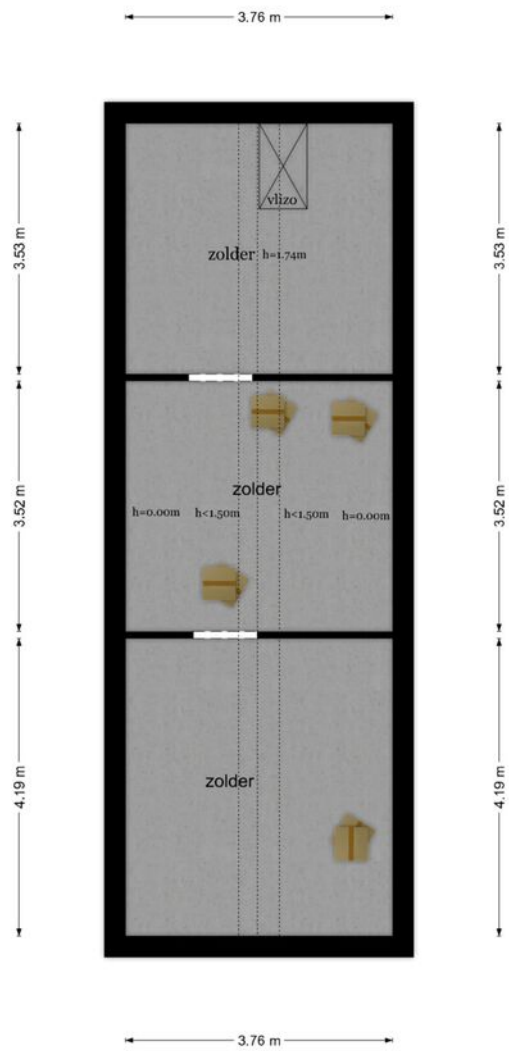 3.76 m
3.53 m
3.53 m
vlizo
zolder h=1.74m
3.52 m
3.52 m
zolder
h=0.00m h<1.50m h<1.50m h=0.00m
4.19 m
4.19 m
zolder
3.76 m